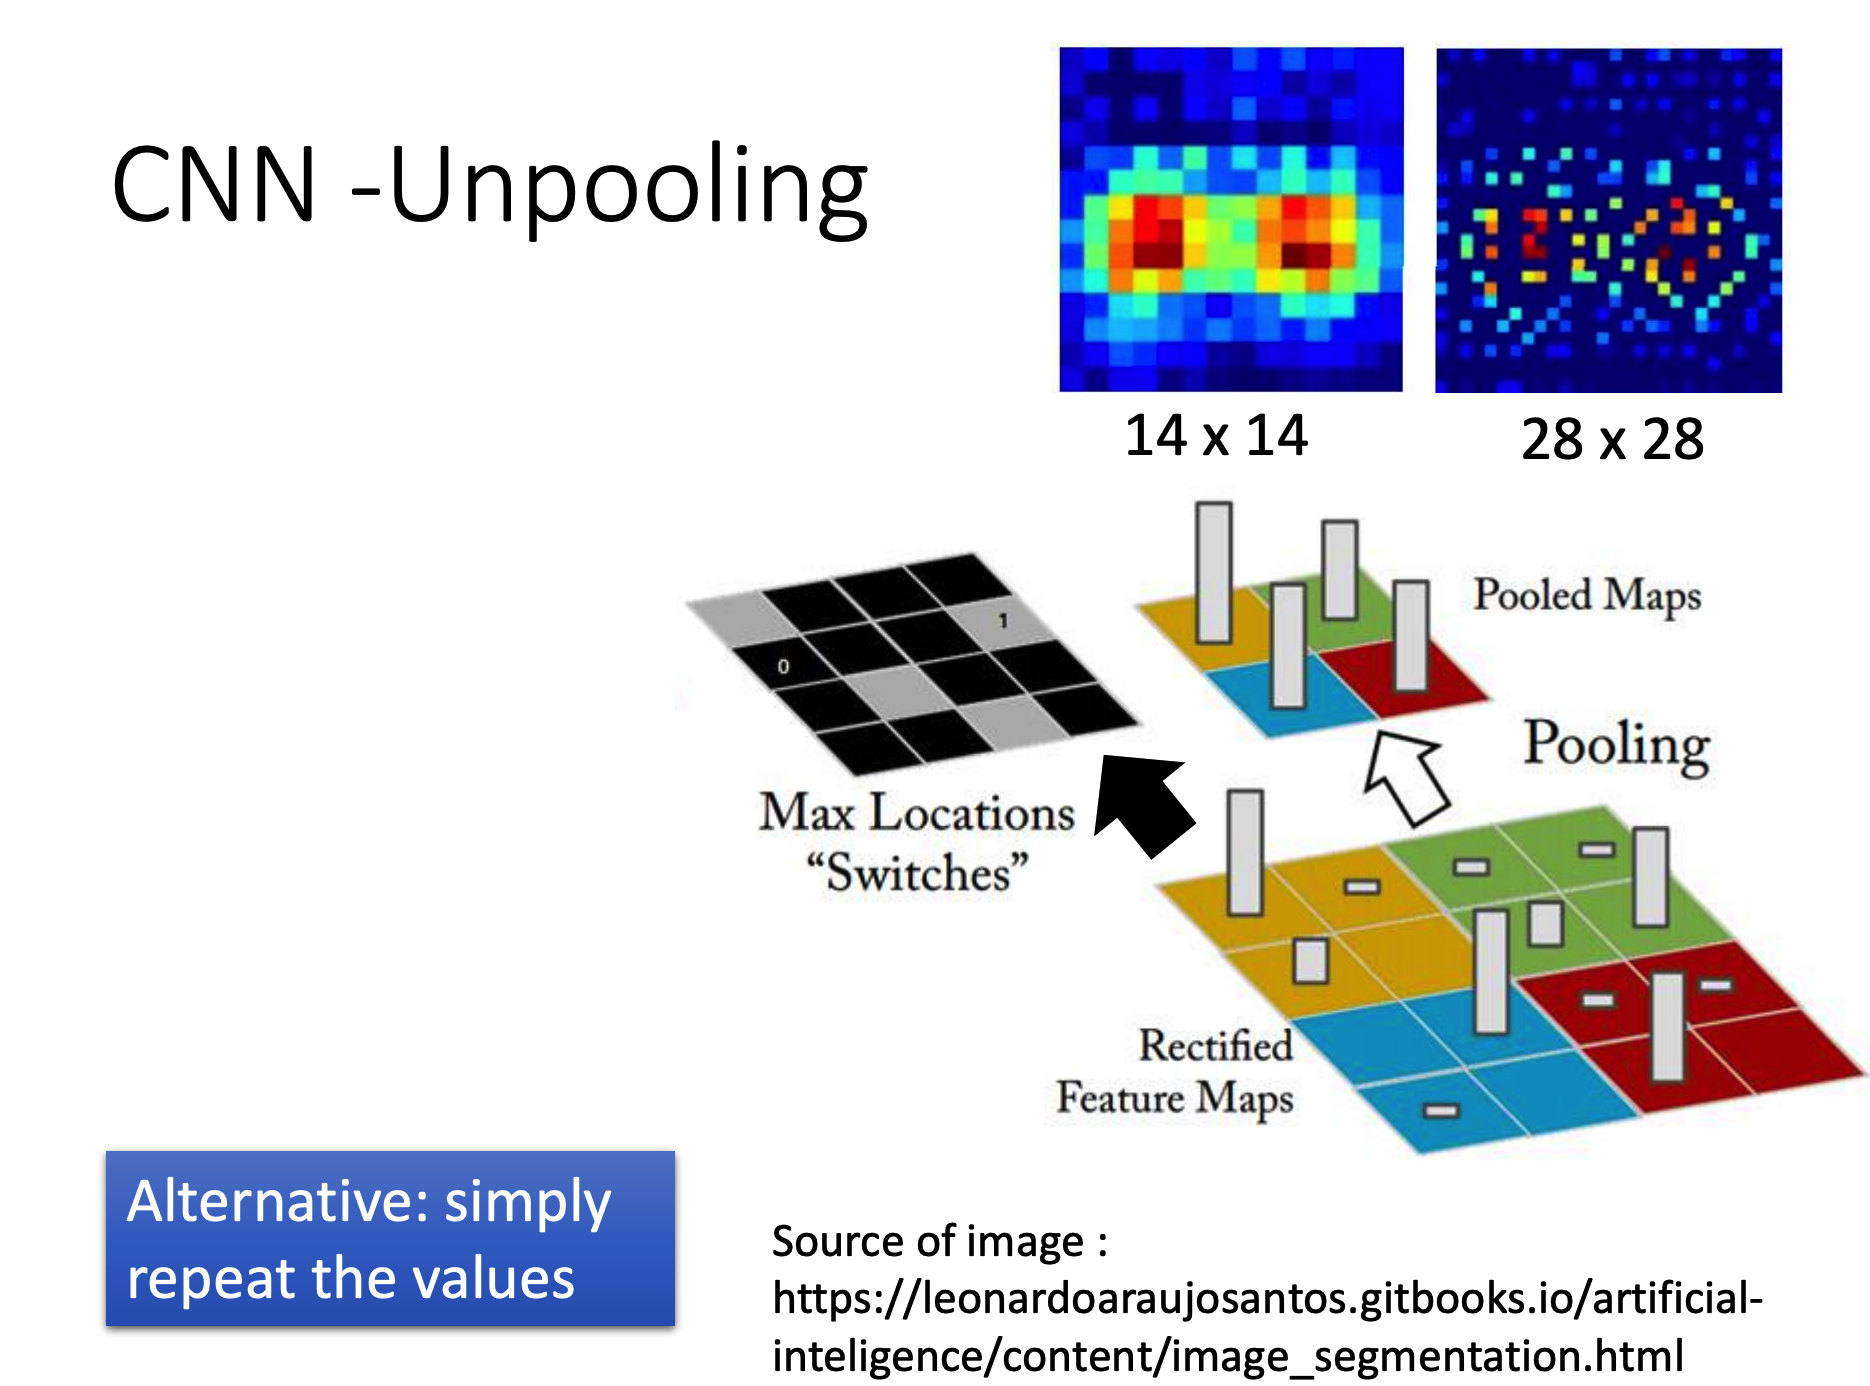 CNN -Unpooling
14 x 14
28 x 28
Pooled Maps
1
0
Pooling
Max Locations
“Switches”
Rectified
Feature Maps
Alternative: simply
repeat the values
Source of image :
https://leonardoaraujosantos.gitbooks.io/artificial-
inteligence/content/image_segmentation.html